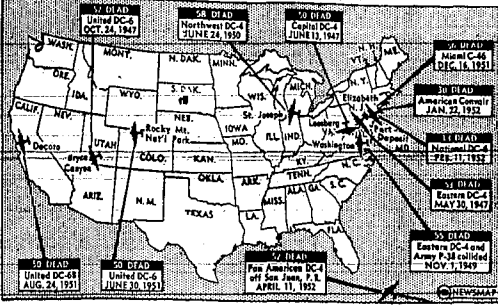 52 DEAD
United DC-6
OCT. 24, 1947
58 DEAD
Northwest DC-4
JUNE 24, 1950
50 DEAD
Capital DC-4
JUNE 13, 1947
56 DEAD
Miami C-46
DEC. 16, 1951
30 DEAD
American Convair
JAN. 22, 1952
33 DEAD
National DC-6
FEB. 11, 1952
53 DEAD
Eastern DC-4
MAY 30, 1947
55 DEAD
Eastern DC-4 and
Army P-38 collided
NOV. 1, 1949
50 DEAD
United DC-6B
AUG. 24, 1951
50 DEAD
United DC-6
JUNE 30, 1951
52 DEAD
Pan American DC-4
off San Juan, P. R.
APRIL 11, 1952
WASH.
ORE.
CALIF.
NEV.
IDA.
MONT.
WYO.
UTAH
ARIZ.
N. M.
COLO.
N. DAK.
S. DAK.
NEB.
KAN.
OKLA.
TEXAS
MINN.
IOWA
MO.
ARK.
LA.
WIS.
ILL.
IND.
MICH.
KY.
TENN.
MISS.
ALA.
GA.
FLA.
S. C.
N. C.
VA.
MD.
N. J.
N. Y.
VT.
N. H.
ME.
Decoto
Bryce
Canyon
Rocky Mt.
Nat'l Park
St. Joseph
Leesburg
Washington
Elizabeth
Port
Deposit
NEWSMAP